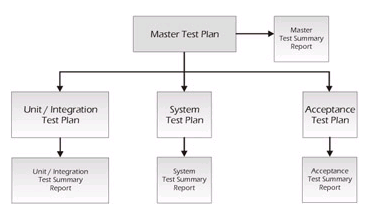 Master Test Plan
Master
Test Summary
Report
Unit / Integration
Test Plan
System
Test Plan
Acceptance
Test Plan
Unit / Integration
Test Summary
Report
System
Test Summary
Report
Acceptance
Test Summary
Report